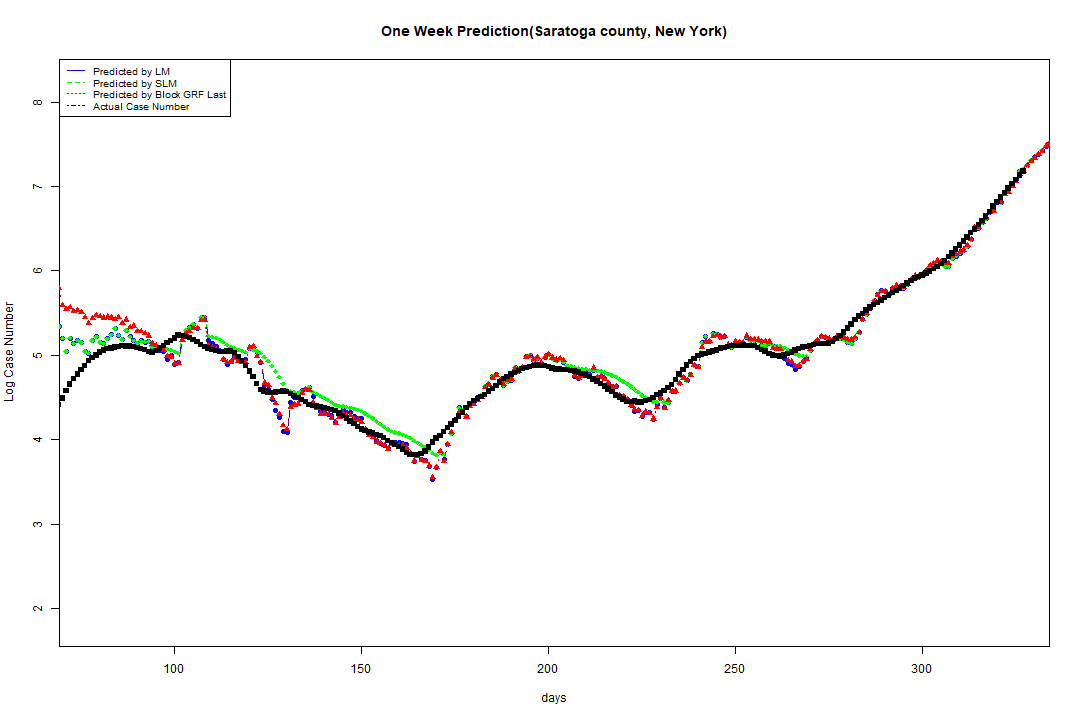 One Week Prediction(Saratoga county, New York)
Predicted by LM
Predicted by SLM
Predicted by Block GRF Last
Actual Case Number
Log Case Number
8
7
6
5
4
3
2
100 150 200 250 300
days